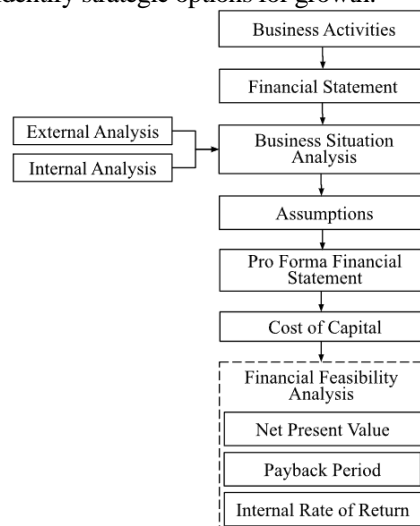 identify strategic options for growth.
Business Activities
Financial Statement
External Analysis
Internal Analysis
Business Situation
Analysis
Assumptions
Pro Forma Financial
Statement
Cost of Capital
Financial Feasibility
Analysis
Net Present Value
Payback Period
Internal Rate of Return